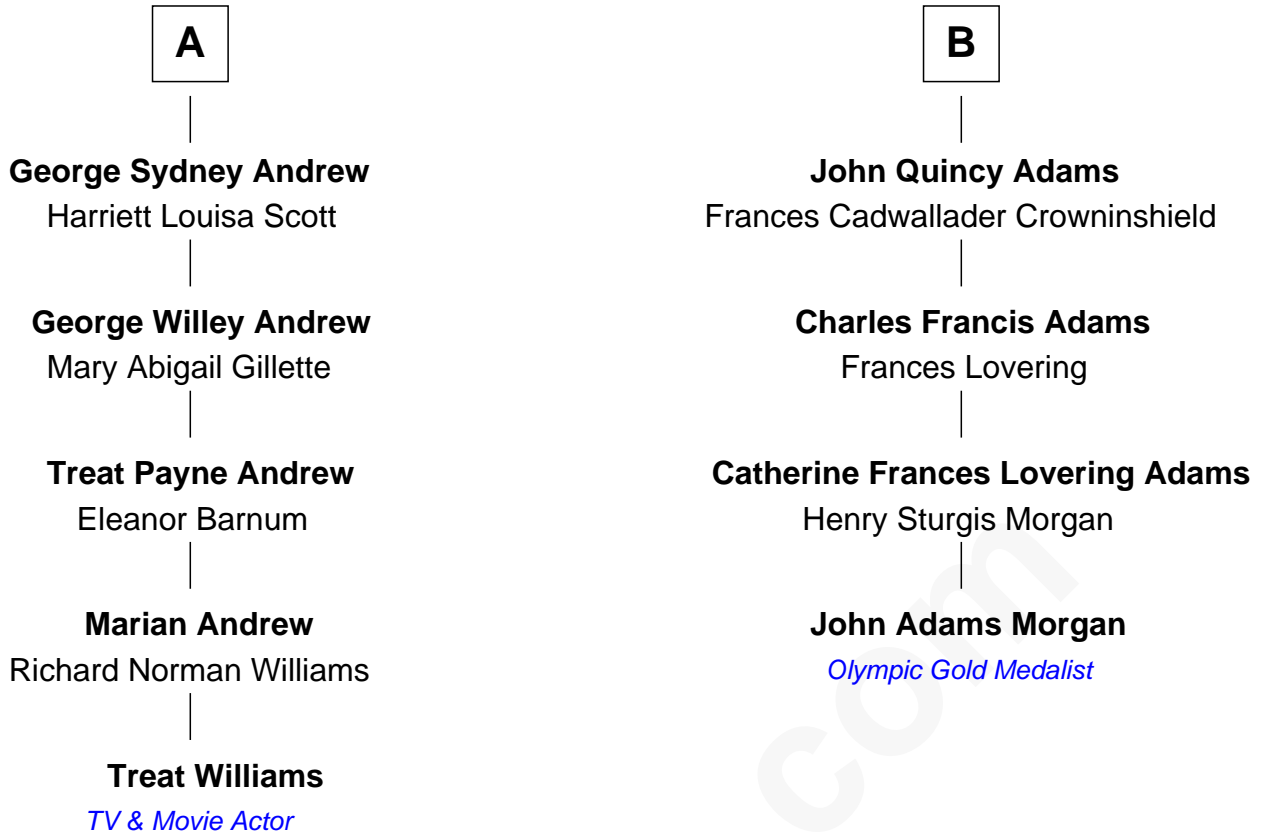 A
George Sydney Andrew
Harriett Louisa Scott
George Willey Andrew
Mary Abigail Gillette
Treat Payne Andrew
Eleanor Barnum
Marian Andrew
Richard Norman Williams
Treat Williams
TV & Movie Actor
B
John Quincy Adams
Frances Cadwallader Crowninshield
Charles Francis Adams
Frances Lovering
Catherine Frances Lovering Adams
Henry Sturgis Morgan
John Adams Morgan
Olympic Gold Medalist
com